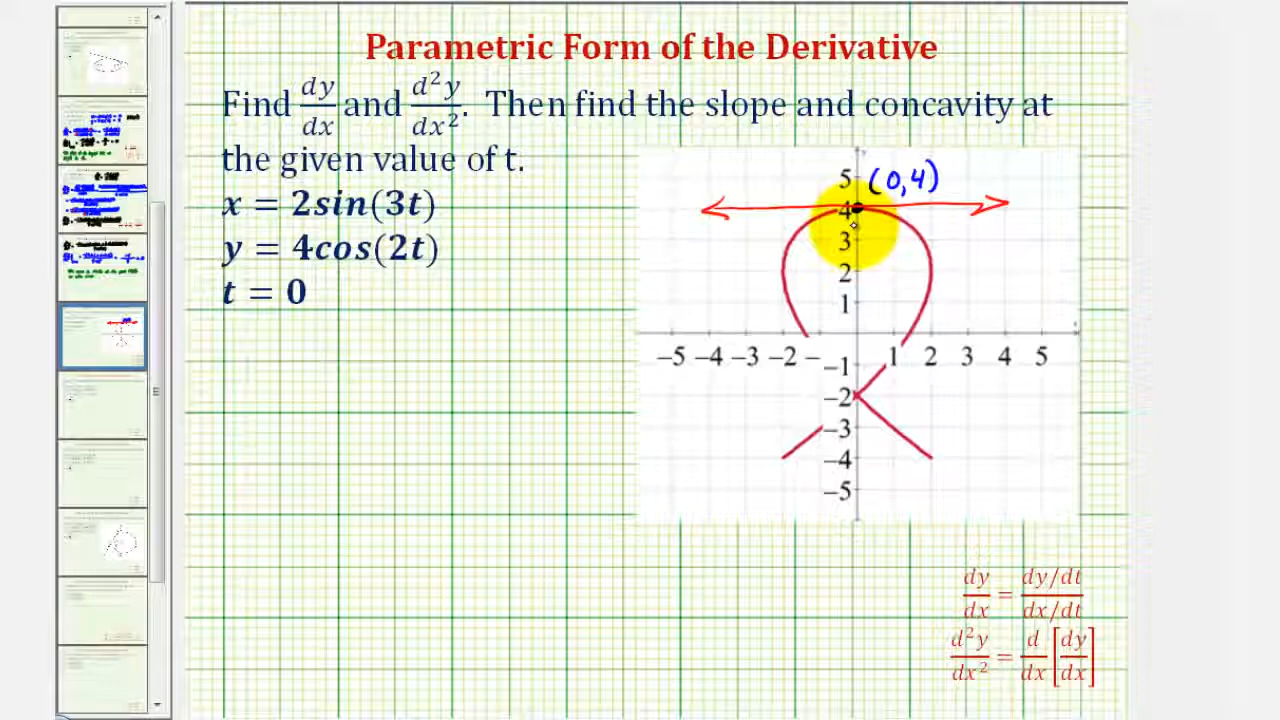 Parametric Form of the Derivative
Find dy/dx and d²y/dx². Then find the slope and concavity at
the given value of t.
x = 2sin(3t)
y = 4cos(2t)
t = 0
y
(0,4)
5
4
3
2
1
−5 −4 −3 −2 − 1 2 3 4 5
−1
−2
−3
−4
−5
dy/dx = (dy/dt)/(dx/dt)
d²y/dx² = d/dx [dy/dx]